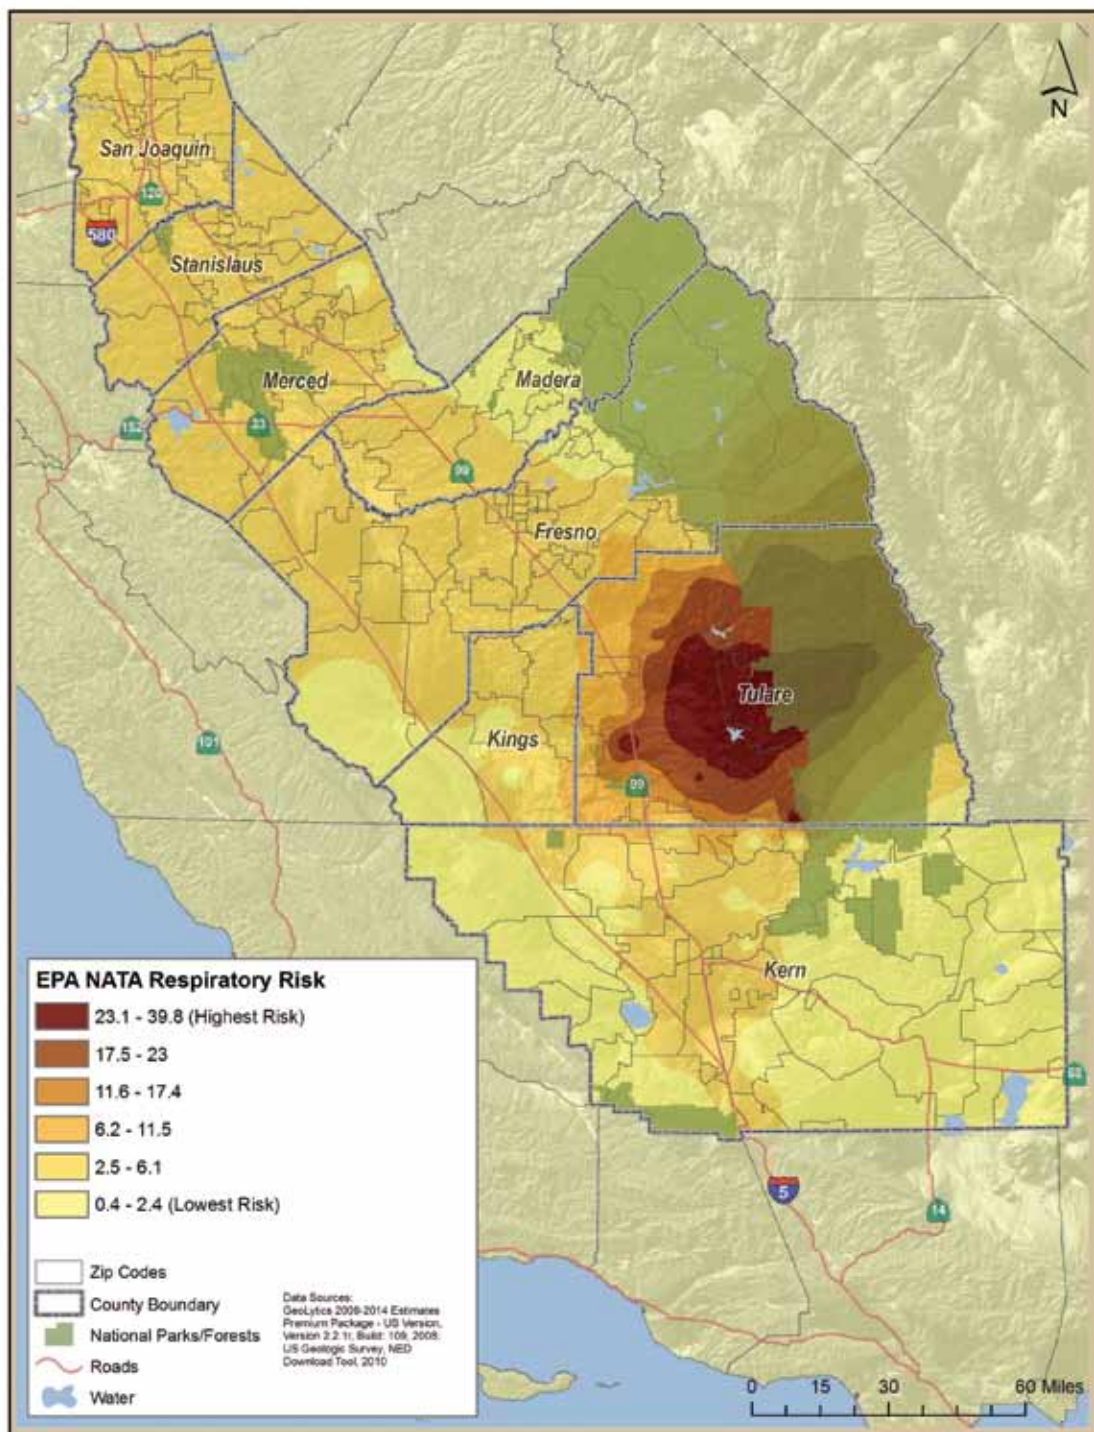 N
San Joaquin
120
580
Stanislaus
Merced
Madera
152
33
99
Fresno
Tulare
101
Kings
99
Kern
EPA NATA Respiratory Risk
23.1 - 39.8 (Highest Risk)
17.5 - 23
11.6 - 17.4
6.2 - 11.5
2.5 - 6.1
0.4 - 2.4 (Lowest Risk)
Zip Codes
County Boundary
National Parks/Forests
Roads
Water
Data Sources:
GeoLytics 2009-2014 Estimates
Premium Package - US Version,
Version 2.2.1r, Build: 109, 2008.
US Geologic Survey, NED
Download Tool, 2010
5
14
0 15 30 60 Miles